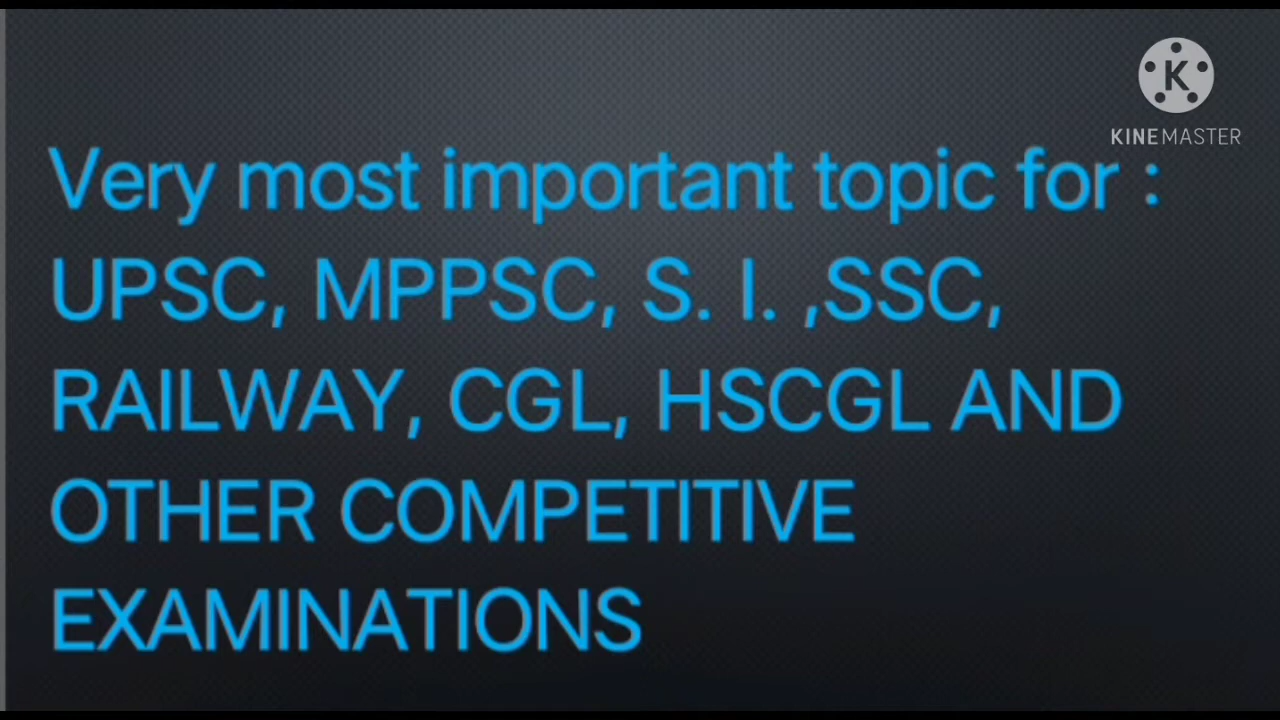 K
KINEMASTER
Very most important topic for :
UPSC, MPPSC, S. I. ,SSC,
RAILWAY, CGL, HSCGL AND
OTHER COMPETITIVE
EXAMINATIONS